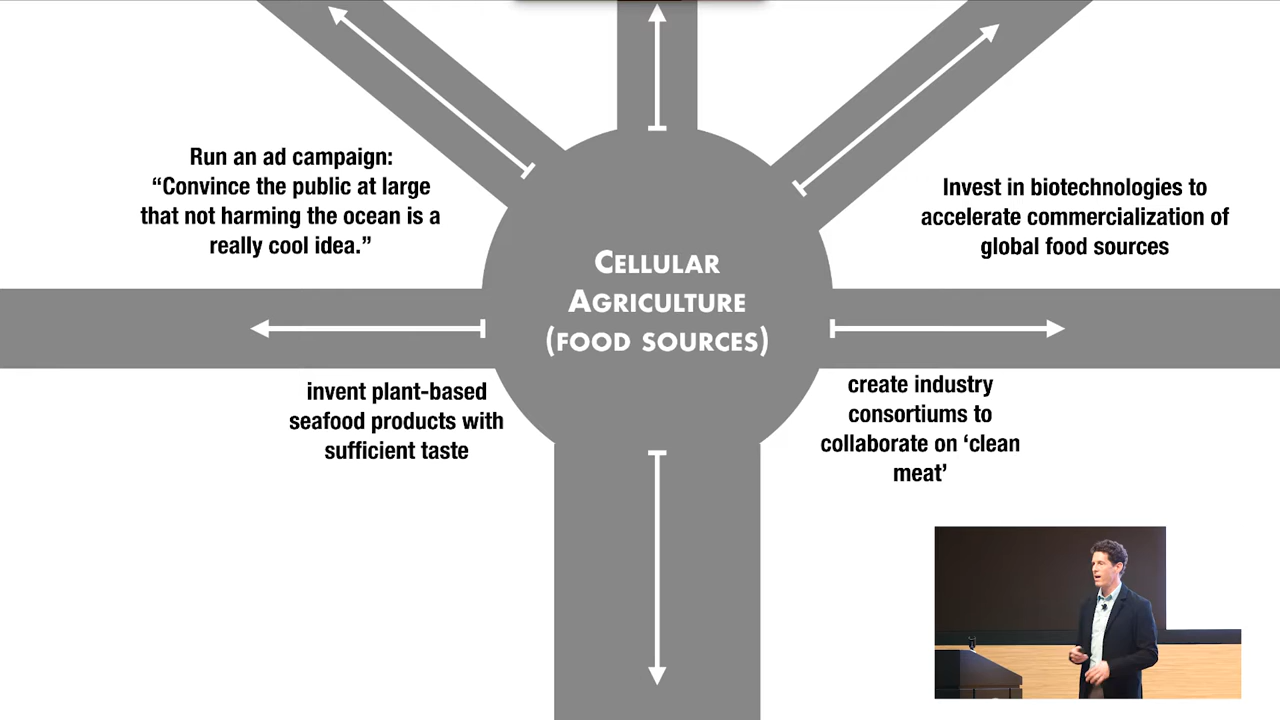 Run an ad campaign:
“Convince the public at large
that not harming the ocean is a
really cool idea.”
Invest in biotechnologies to
accelerate commercialization of
global food sources
Cellular
Agriculture
(food sources)
invent plant-based
seafood products with
sufficient taste
create industry
consortiums to
collaborate on ‘clean
meat’